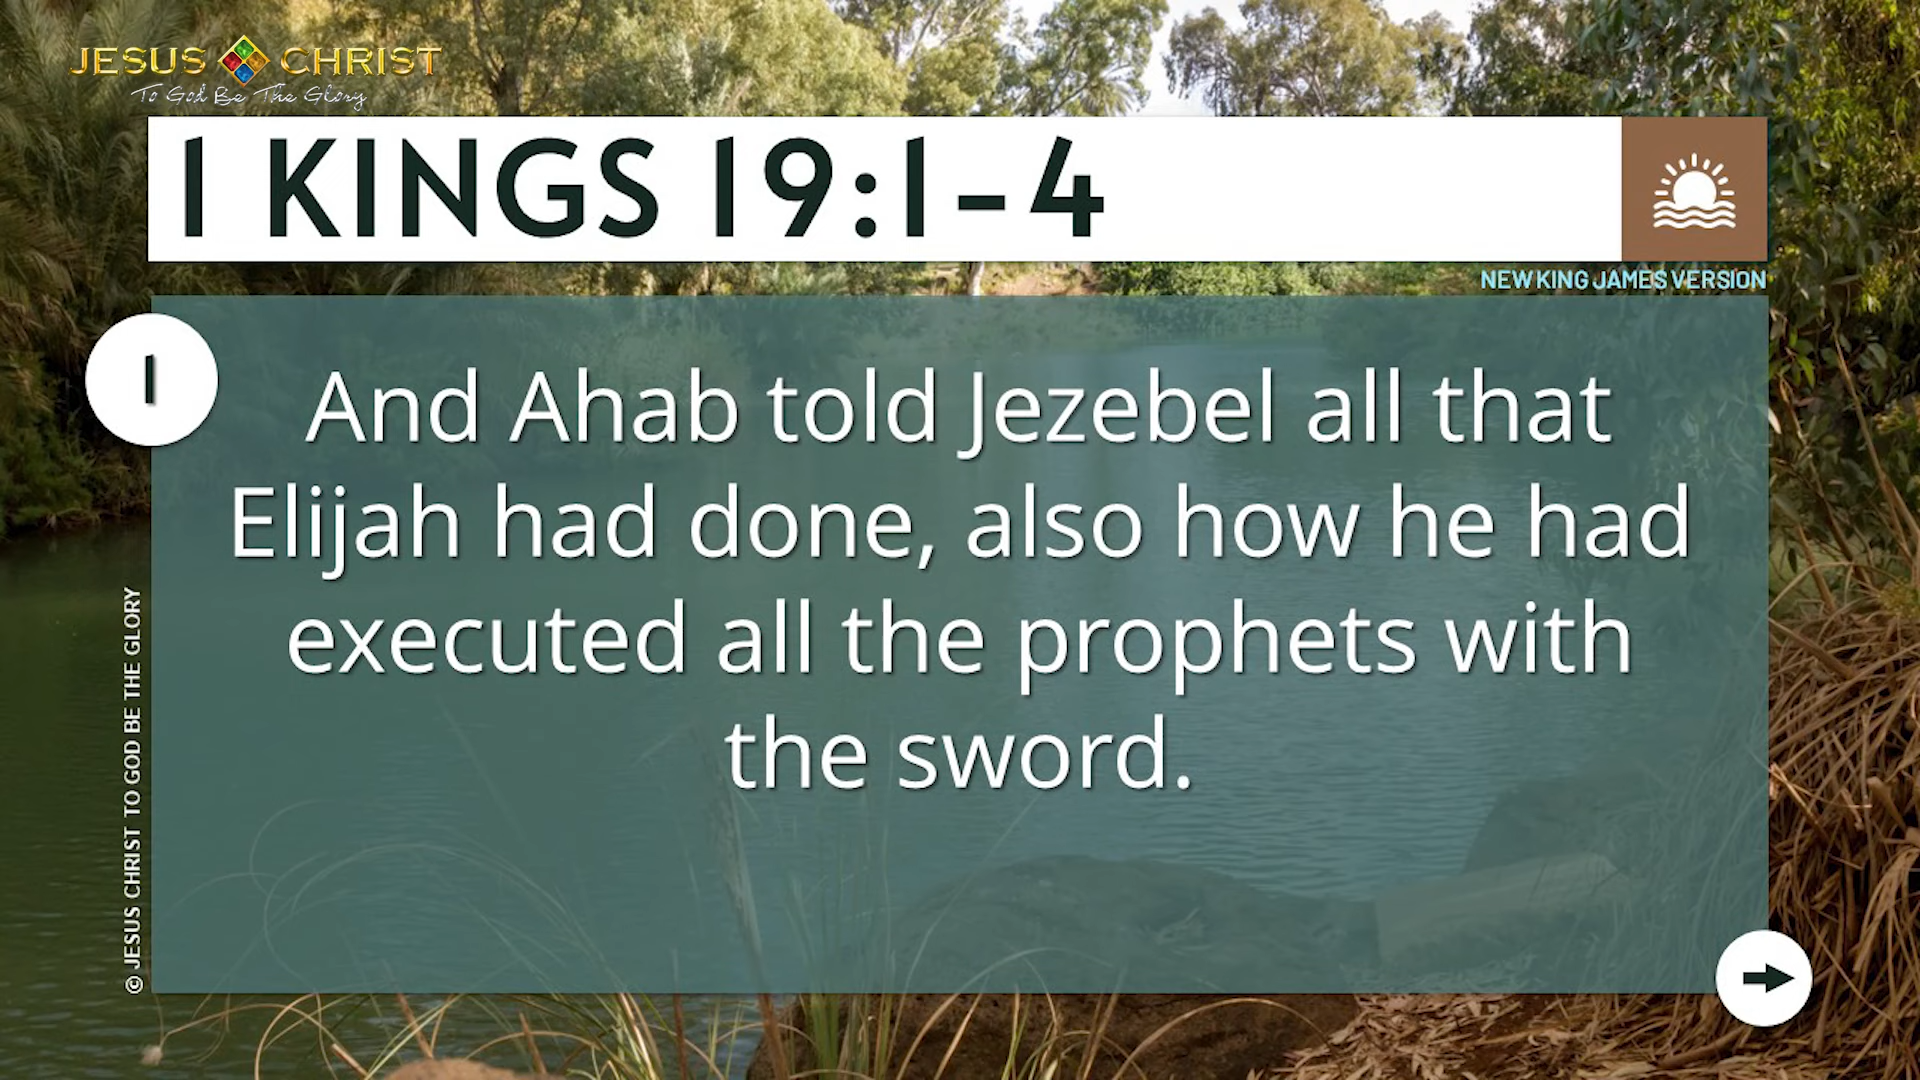 JESUS CHRIST
To God Be The Glory
1 KINGS 19:1-4
NEW KING JAMES VERSION
1
And Ahab told Jezebel all that
Elijah had done, also how he had
executed all the prophets with
the sword.
© JESUS CHRIST TO GOD BE THE GLORY